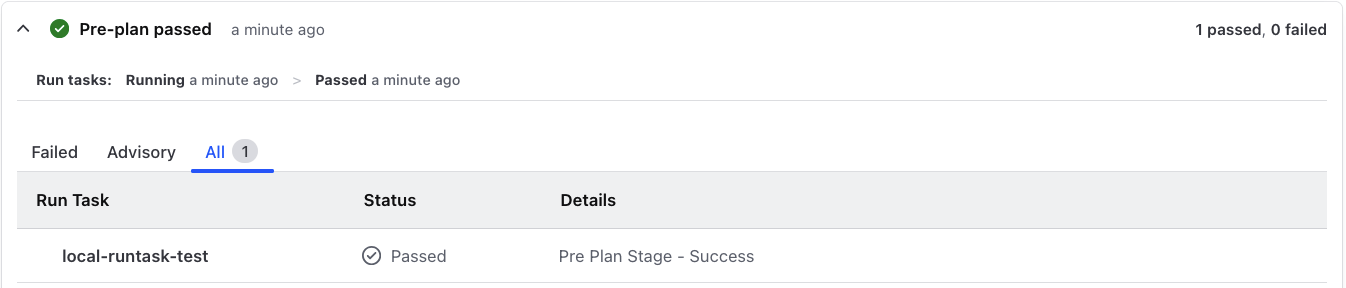 Pre-plan passed a minute ago 1 passed, 0 failed
Run tasks: Running a minute ago > Passed a minute ago
Failed Advisory All 1
Run Task Status Details
local-runtask-test Passed Pre Plan Stage - Success